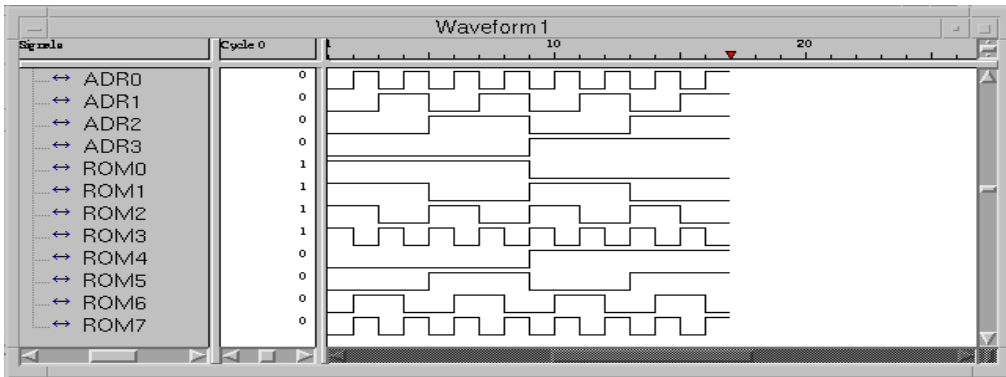 Waveform1
Signals Cycle 0 1 10 20
ADR0 0
ADR1 0
ADR2 0
ADR3 0
ROM0 1
ROM1 1
ROM2 1
ROM3 1
ROM4 0
ROM5 0
ROM6 0
ROM7 0